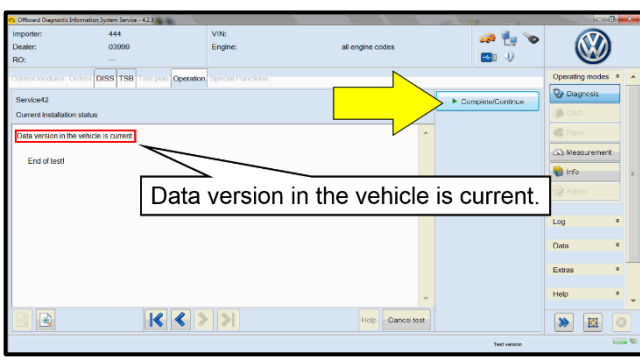 Offboard Diagnostic Information System Service - 4.2.3
Importer: 444 VIN:
Dealer: 03999 Engine: all engine codes
RO: ---
Control modules Orders DISS TSB Test plan Operation Special Functions
Operating modes
Service42
Complete/Continue
Diagnosis
Current installation status
OBD
Data version in the vehicle is current.
Flash
End of test!
Measurement
Info
Data version in the vehicle is current.
Admin
Log
Data
Extras
Help
Help Cancel test
Test version